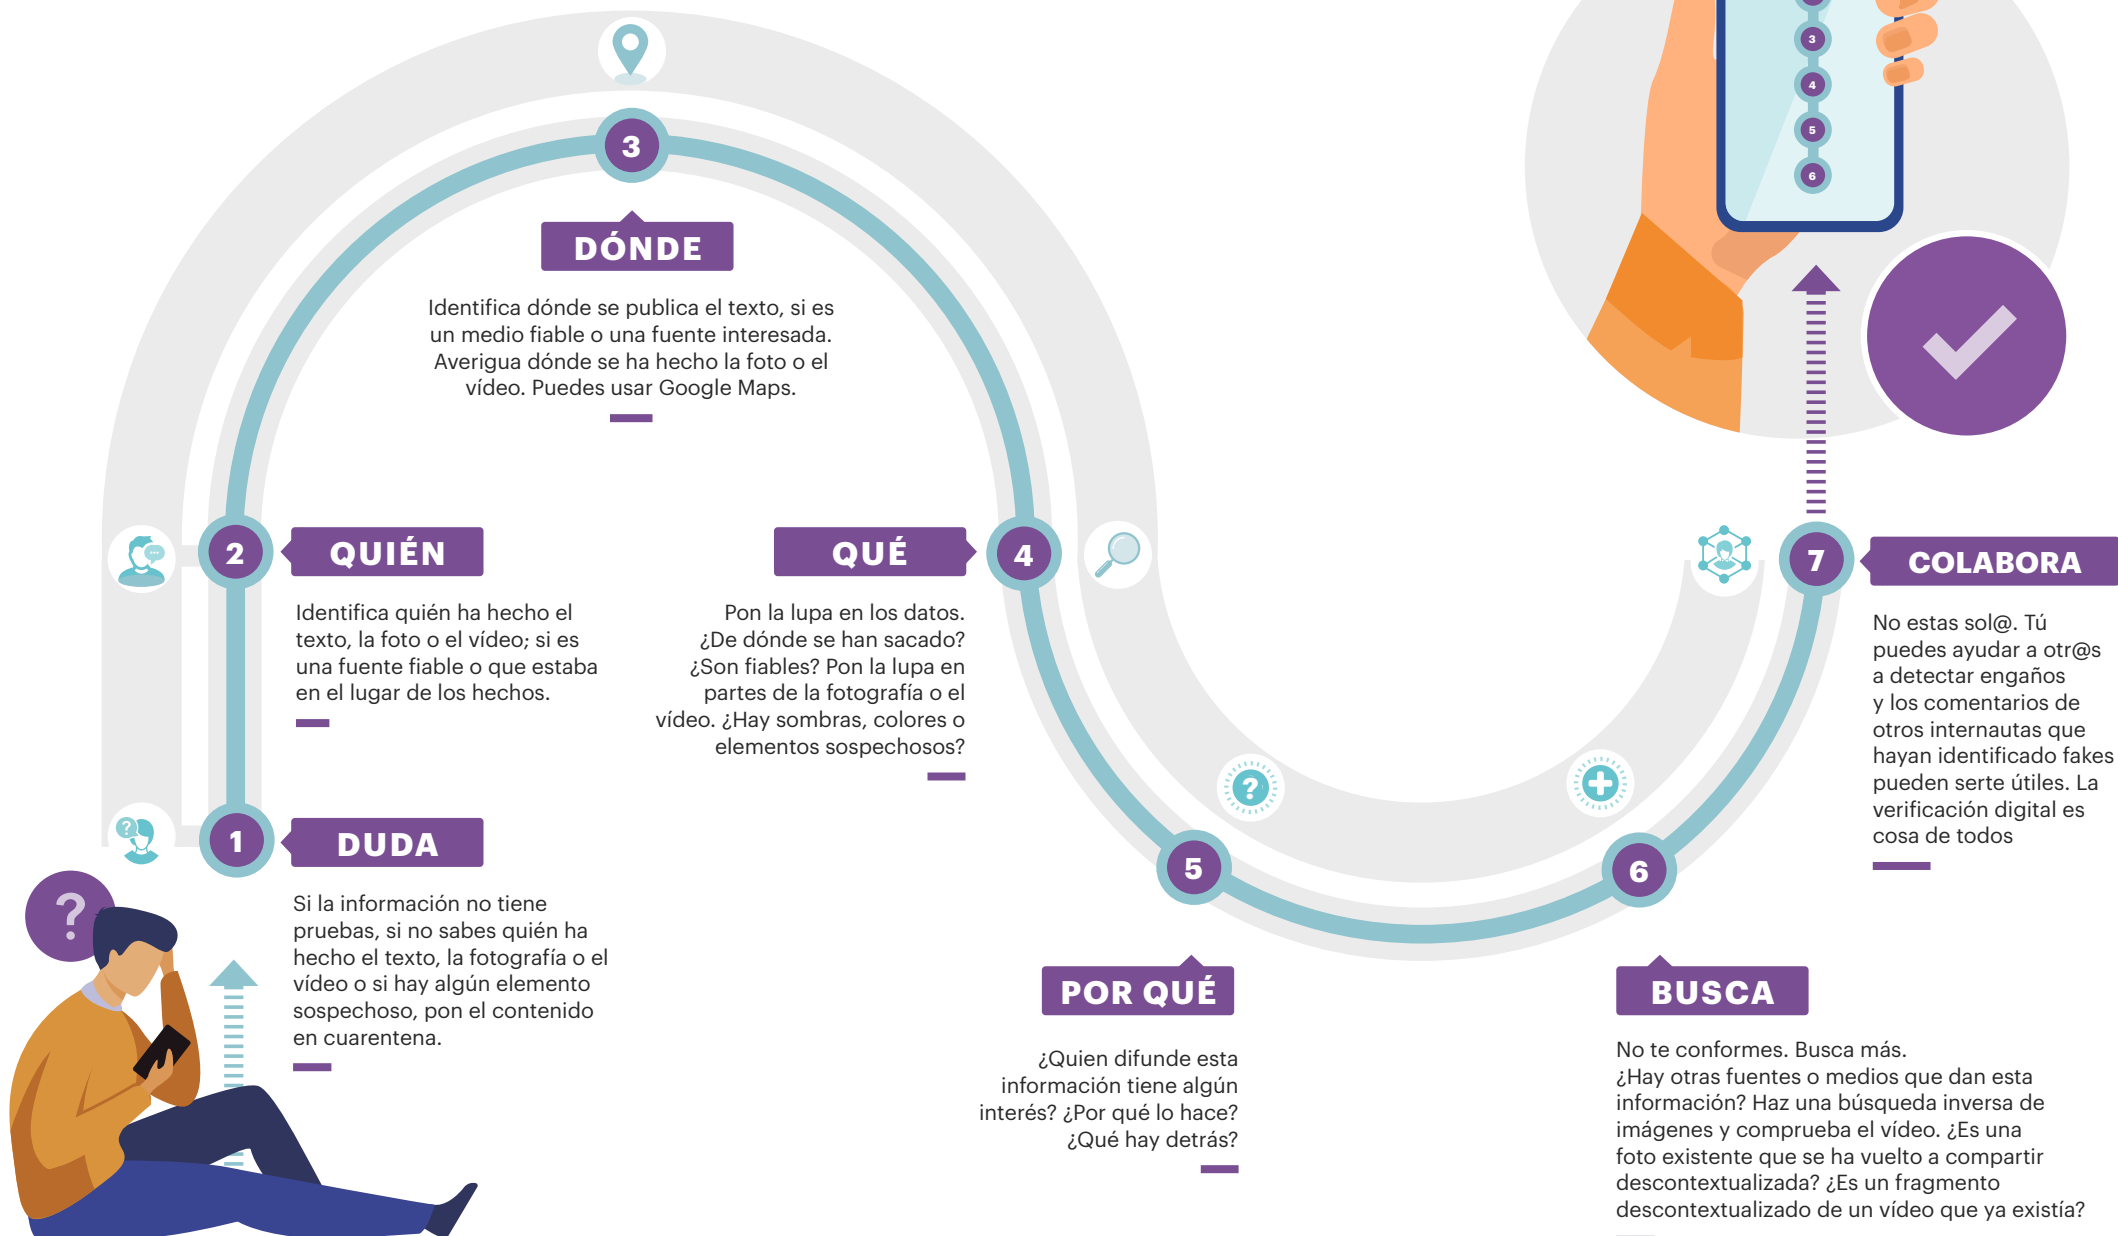 3
4
5
6
3
DÓNDE
Identifica dónde se publica el texto, si es
un medio fiable o una fuente interesada.
Averigua dónde se ha hecho la foto o el
vídeo. Puedes usar Google Maps.
2
QUIÉN
Identifica quién ha hecho el
texto, la foto o el vídeo; si es
una fuente fiable o que estaba
en el lugar de los hechos.
1
DUDA
Si la información no tiene
pruebas, si no sabes quién ha
hecho el texto, la fotografía o el
vídeo o si hay algún elemento
sospechoso, pon el contenido
en cuarentena.
?
?
QUÉ
4
Pon la lupa en los datos.
¿De dónde se han sacado?
¿Son fiables? Pon la lupa en
partes de la fotografía o el
vídeo. ¿Hay sombras, colores o
elementos sospechosos?
?
5
POR QUÉ
¿Quien difunde esta
información tiene algún
interés? ¿Por qué lo hace?
¿Qué hay detrás?
6
BUSCA
No te conformes. Busca más.
¿Hay otras fuentes o medios que dan esta
información? Haz una búsqueda inversa de
imágenes y comprueba el vídeo. ¿Es una
foto existente que se ha vuelto a compartir
descontextualizada? ¿Es un fragmento
descontextualizado de un vídeo que ya existía?
7
COLABORA
No estas sol@. Tú
puedes ayudar a otr@s
a detectar engaños
y los comentarios de
otros internautas que
hayan identificado fakes
pueden serte útiles. La
verificación digital es
cosa de todos